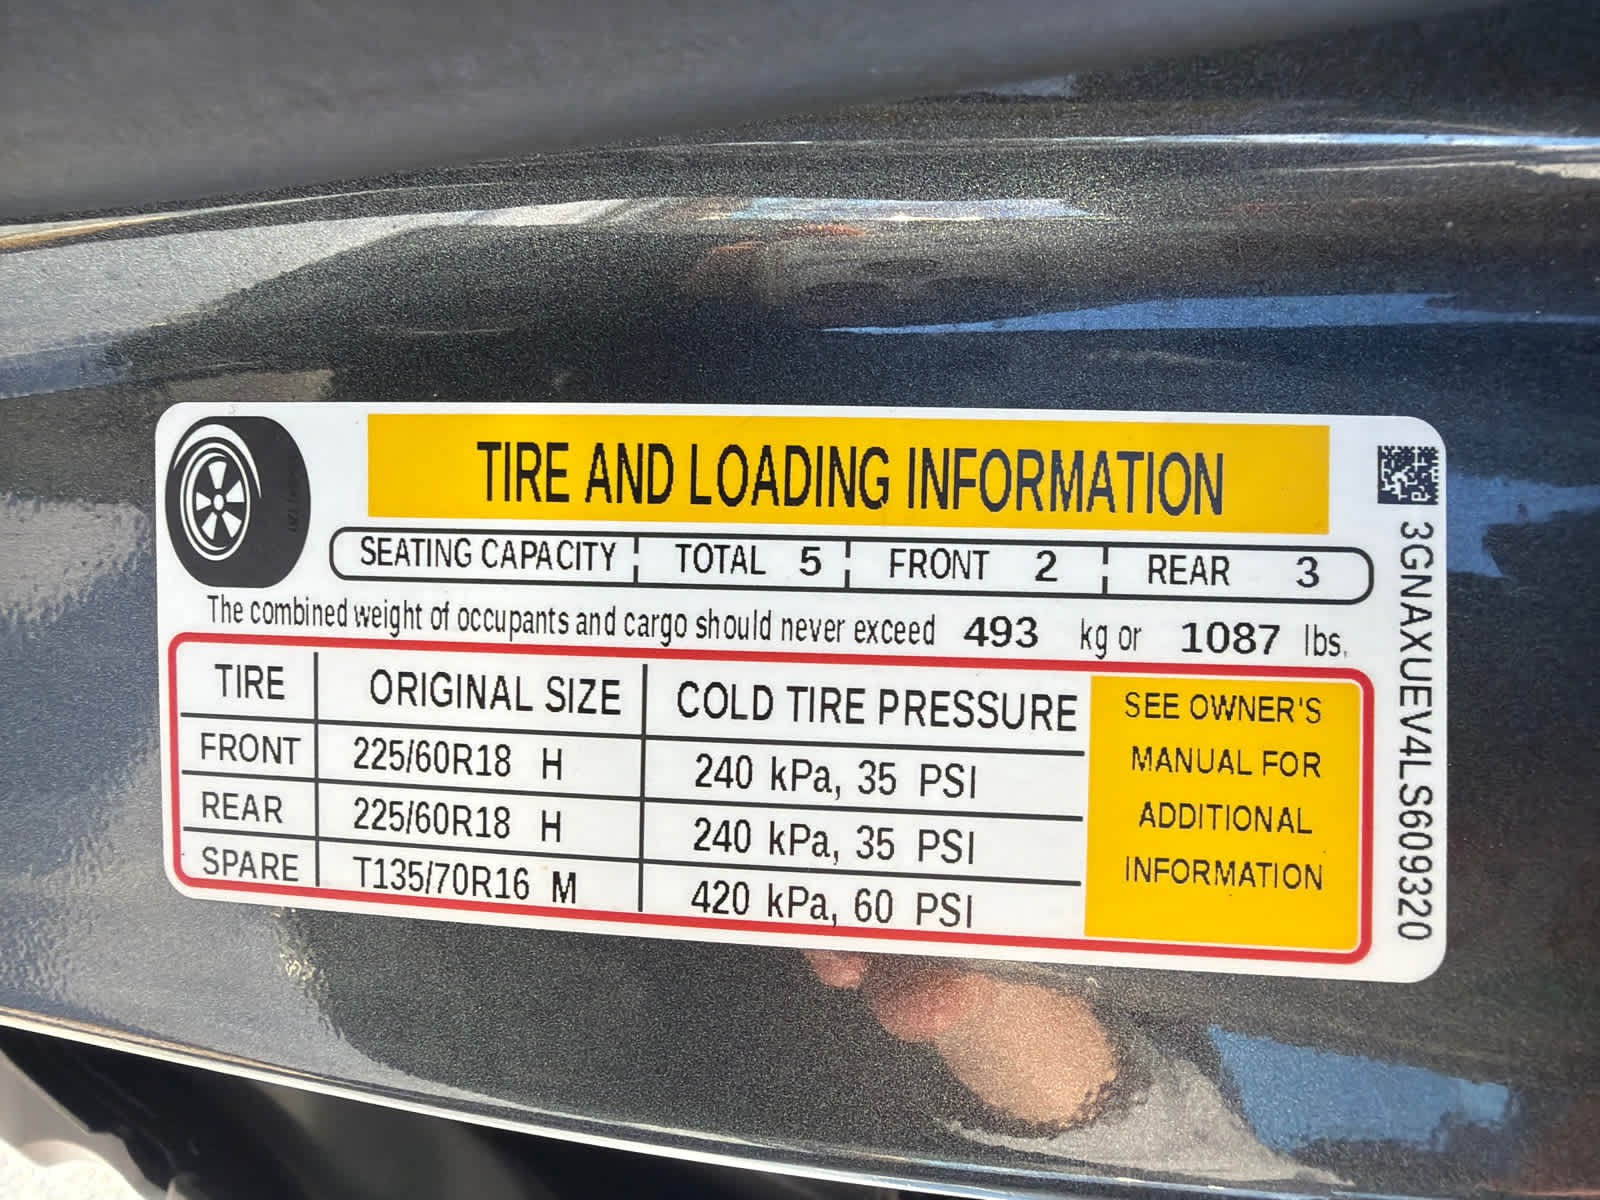 TIRE AND LOADING INFORMATION
SEATING CAPACITY TOTAL 5 FRONT 2 REAR 3
The combined weight of occupants and cargo should never exceed 493 kg or 1087 lbs.
TIRE ORIGINAL SIZE COLD TIRE PRESSURE
FRONT 225/60R18 H 240 kPa, 35 PSI
REAR 225/60R18 H 240 kPa, 35 PSI
SPARE T135/70R16 M 420 kPa, 60 PSI
SEE OWNER'S
MANUAL FOR
ADDITIONAL
INFORMATION
3GNAXUEV4LS609320